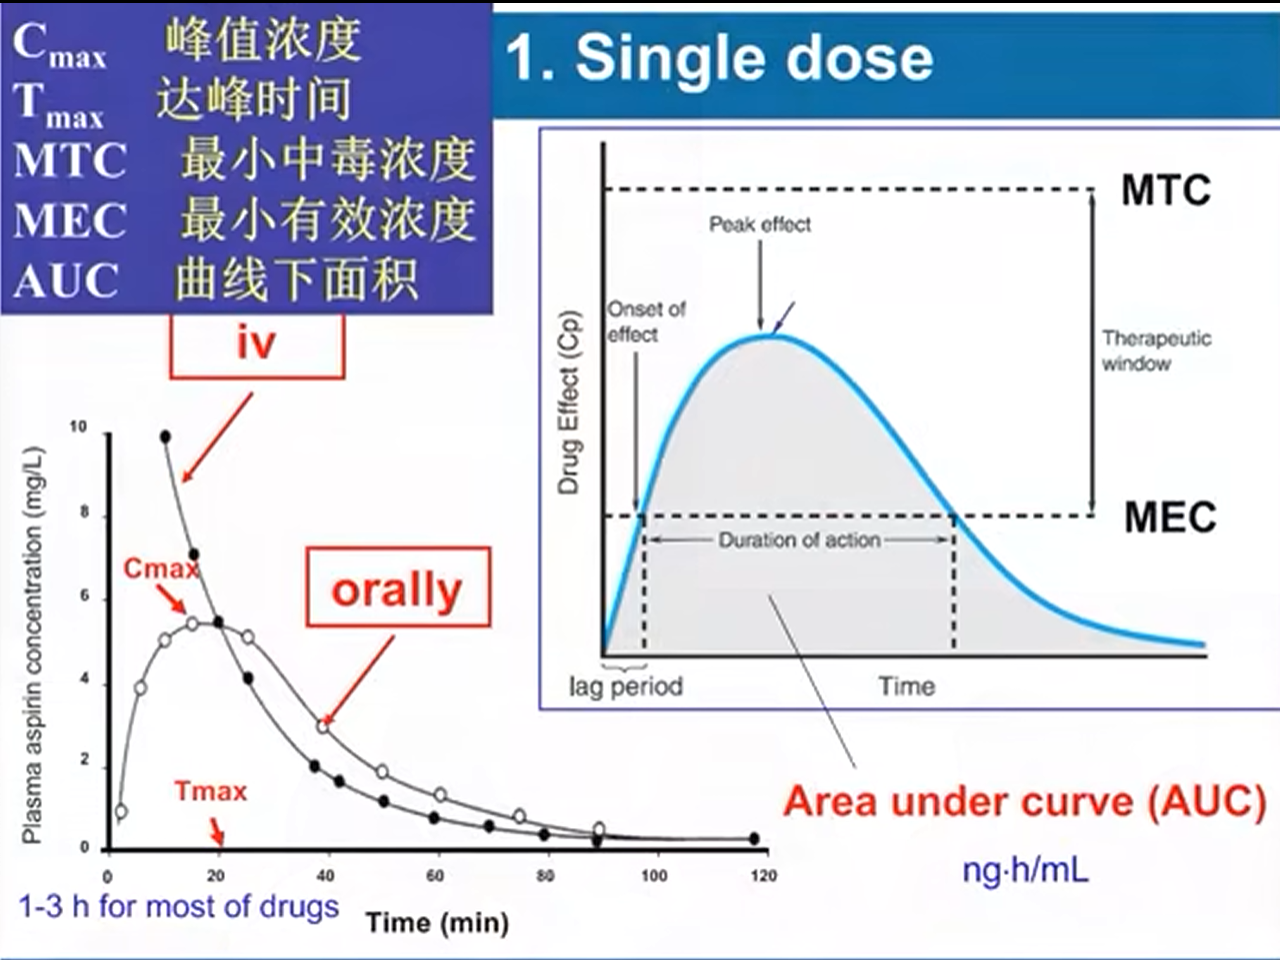 Cmax 峰值浓度
Tmax 达峰时间
MTC 最小中毒浓度
MEC 最小有效浓度
AUC 曲线下面积
1. Single dose
iv
10
8
6
4
2
0
Plasma aspirin concentration (mg/L)
Cmax
orally
Tmax
0 20 40 60 80 100 120
1-3 h for most of drugs
Time (min)
MTC
Peak effect
Onset of
effect
Drug Effect (Cp)
Therapeutic
window
MEC
Duration of action
lag period
Time
Area under curve (AUC)
ng·h/mL